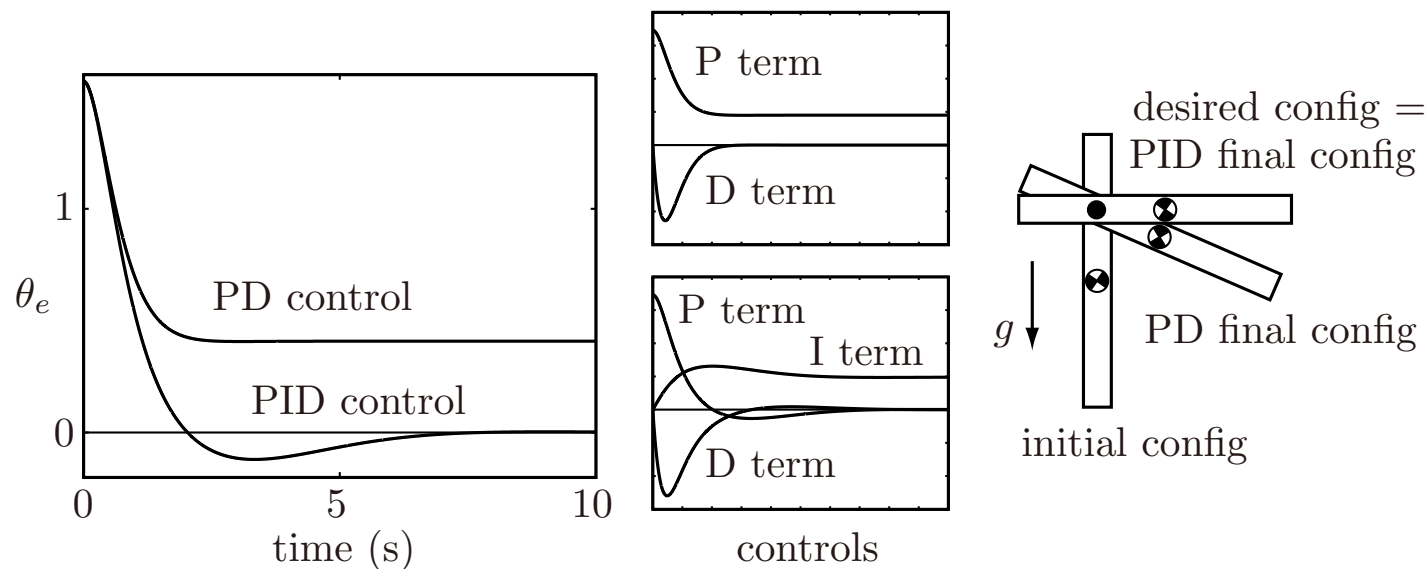 1
θe
0
PD control
PID control
0
5
10
time (s)
P term
D term
P term
I term
D term
controls
desired config =
PID final config
g
PD final config
initial config